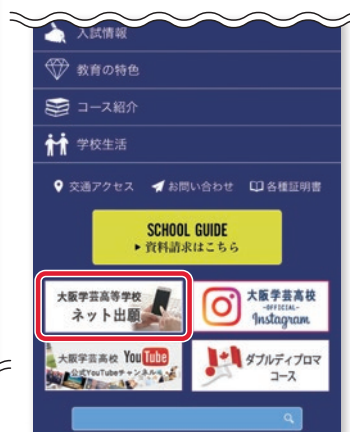 入試情報
教育の特色
コース紹介
学校生活
交通アクセス お問い合わせ 各種証明書
SCHOOL GUIDE
▶資料請求はこちら
大阪学芸高等学校
ネット出願
大阪学芸高校
-OFFICIAL-
Instagram
大阪学芸高校 YouTube
公式YouTubeチャンネル
ダブルディプロマ
コース